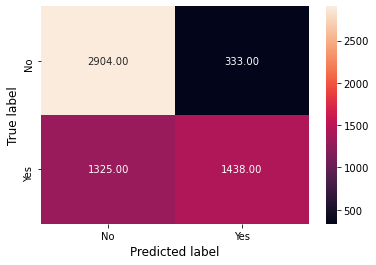 No
2904.00
333.00
Yes
1325.00
1438.00
No
Yes
True label
Predicted label
2500
2000
1500
1000
500